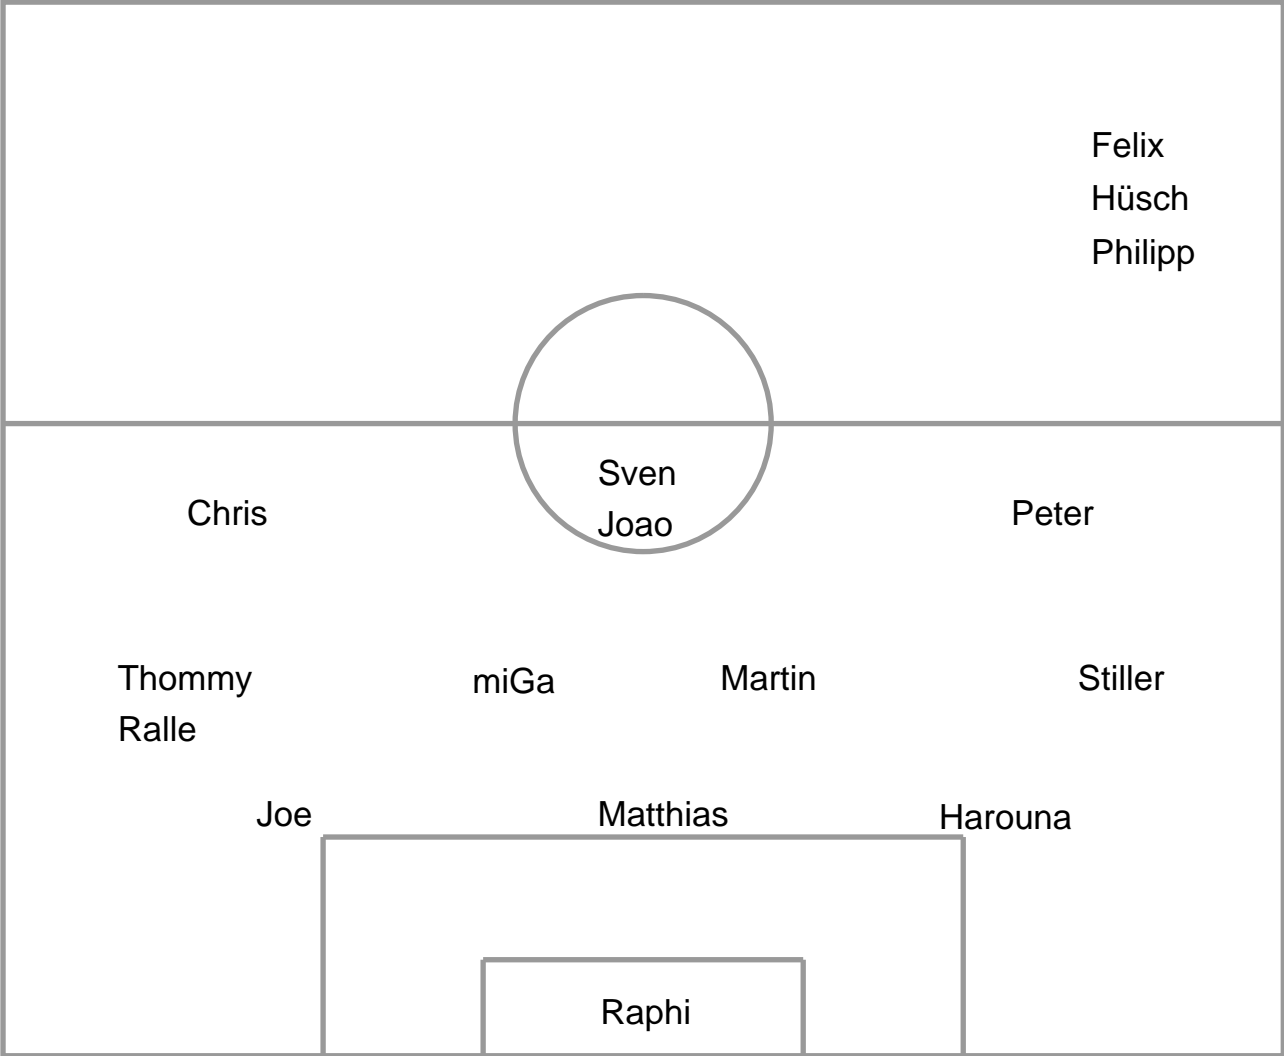 Felix
Hüsch
Philipp
Sven
Joao
Chris
Peter
Thommy
Ralle
miGa
Martin
Stiller
Joe
Matthias
Harouna
Raphi